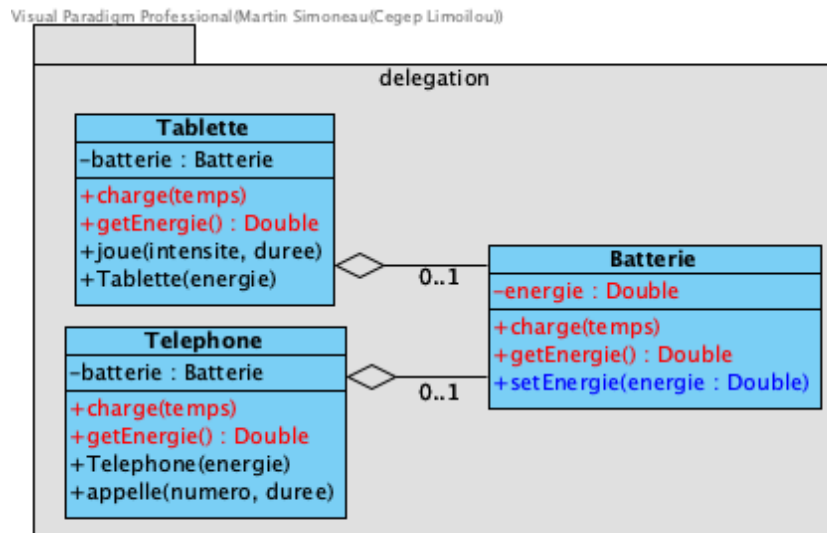 Visual Paradigm Professional(Martin Simoneau(Cegep Limoilou))
delegation
Tablette
-batterie : Batterie
+charge(temps)
+getEnergie() : Double
+joue(intensite, duree)
+Tablette(energie)
0..1
Batterie
-energie : Double
+charge(temps)
+getEnergie() : Double
+setEnergie(energie : Double)
Telephone
-batterie : Batterie
+charge(temps)
+getEnergie() : Double
+Telephone(energie)
+appelle(numero, duree)
0..1